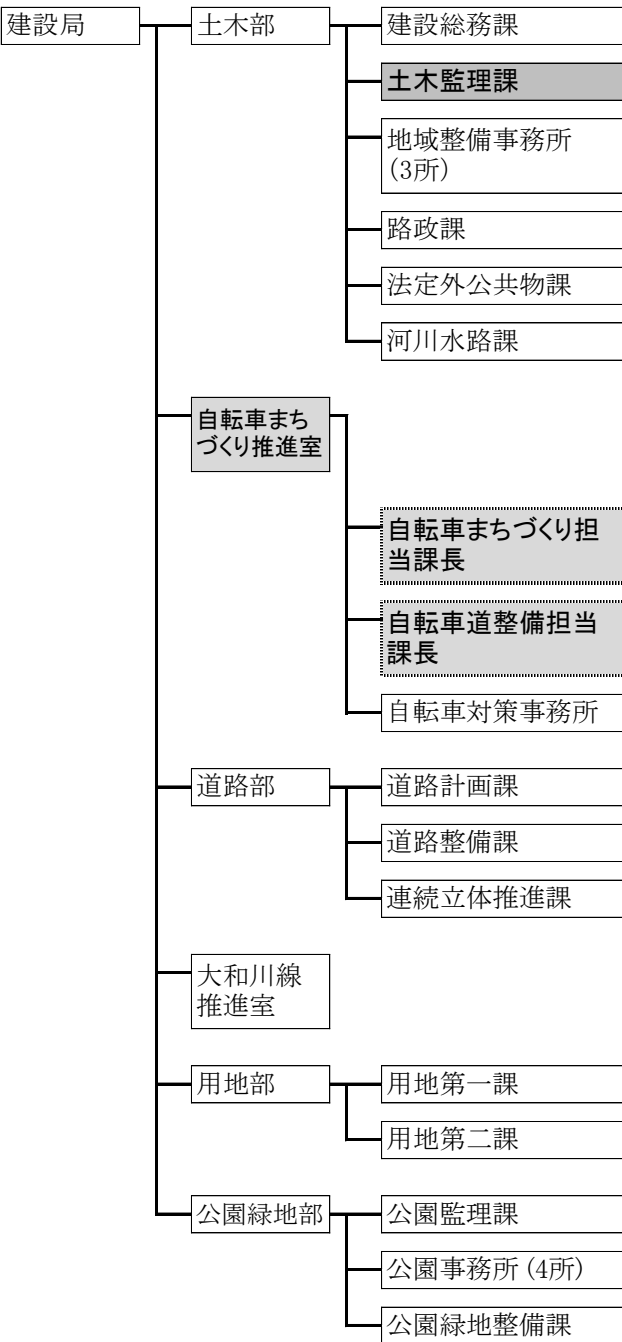 建設局
土木部
建設総務課
土木監理課
地域整備事務所
(3所)
路政課
法定外公共物課
河川水路課
自転車まち
づくり推進室
自転車まちづくり担
当課長
自転車道整備担当
課長
自転車対策事務所
道路部
道路計画課
道路整備課
連続立体推進課
大和川線
推進室
用地部
用地第一課
用地第二課
公園緑地部
公園監理課
公園事務所(4所)
公園緑地整備課